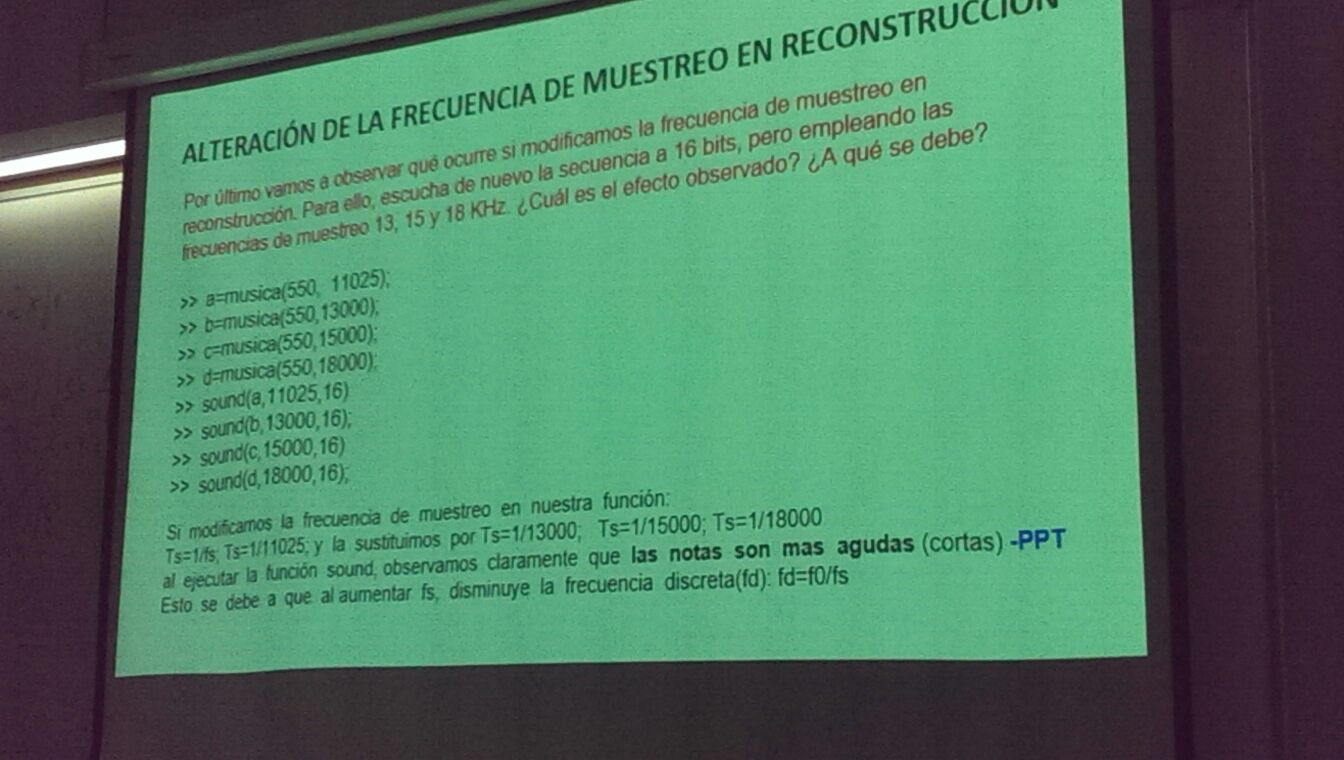 ALTERACIÓN DE LA FRECUENCIA DE MUESTREO EN RECONSTRUCCIÓN
Por último vamos a observar qué ocurre si modificamos la frecuencia de muestreo en
reconstrucción. Para ello, escucha de nuevo la secuencia a 16 bits, pero empleando las
frecuencias de muestreo 13, 15 y 18 KHz. ¿Cuál es el efecto observado? ¿A qué se debe?
>> a=musica(550, 11025);
>> b=musica(550,13000);
>> c=musica(550,15000);
>> d=musica(550,18000);
>> sound(a,11025,16)
>> sound(b,13000,16);
>> sound(c,15000,16)
>> sound(d,18000,16);
Si modificamos la frecuencia de muestreo en nuestra función:
Ts=1/fs; Ts=1/11025; y la sustituimos por Ts=1/13000; Ts=1/15000; Ts=1/18000
al ejecutar la función sound, observamos claramente que las notas son mas agudas (cortas) -PPT
Esto se debe a que al aumentar fs, disminuye la frecuencia discreta(fd): fd=f0/fs